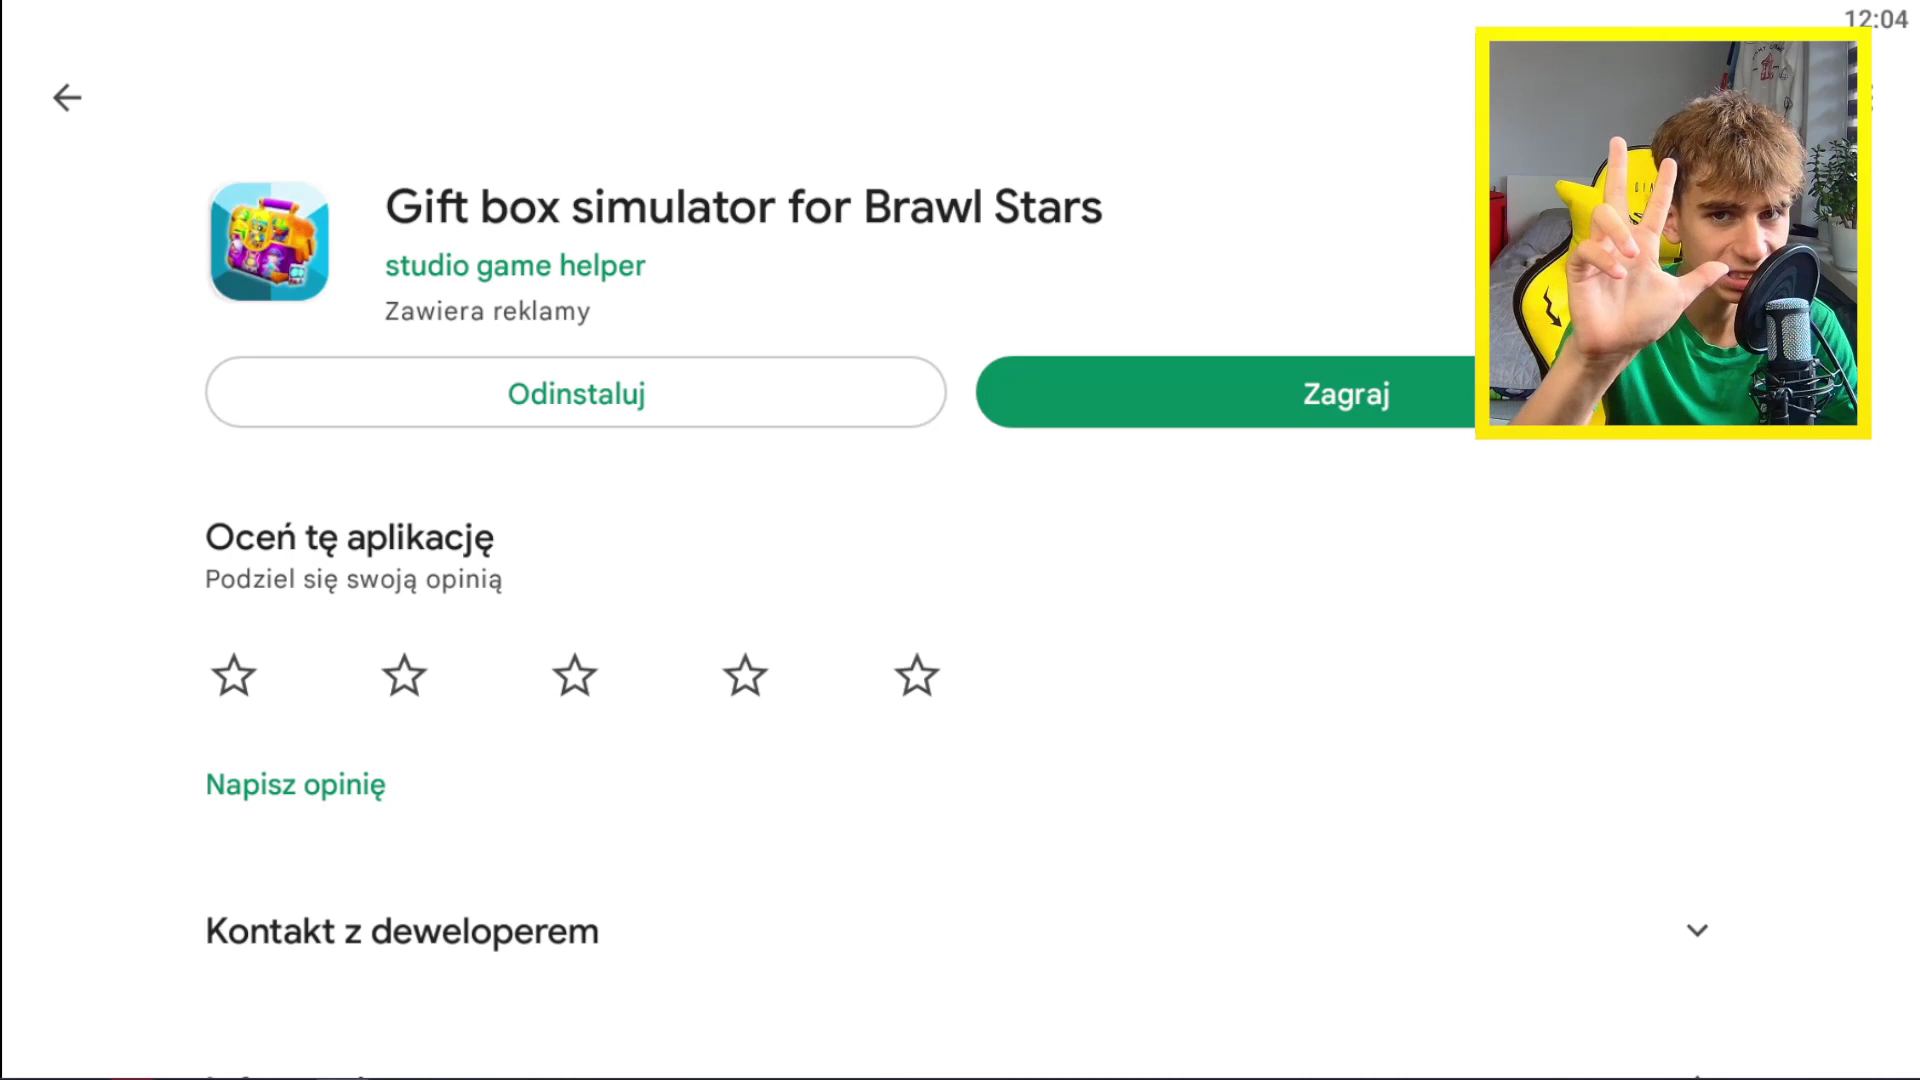 12:04
Gift box simulator for Brawl Stars
studio game helper
Zawiera reklamy
Odinstaluj
Zagraj
Oceń tę aplikację
Podziel się swoją opinią
Napisz opinię
Kontakt z deweloperem